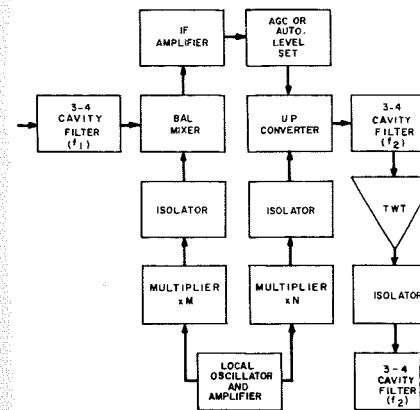 IF
AMPLIFIER
AGC OR
AUTO.
LEVEL
SET
3-4
CAVITY
FILTER
(f1)
BAL
MIXER
UP
CONVERTER
3-4
CAVITY
FILTER
(f2)
ISOLATOR
ISOLATOR
TWT
MULTIPLIER
xM
MULTIPLIER
xN
ISOLATOR
LOCAL
OSCILLATOR
AND
AMPLIFIER
3-4
CAVITY
FILTER
(f2)